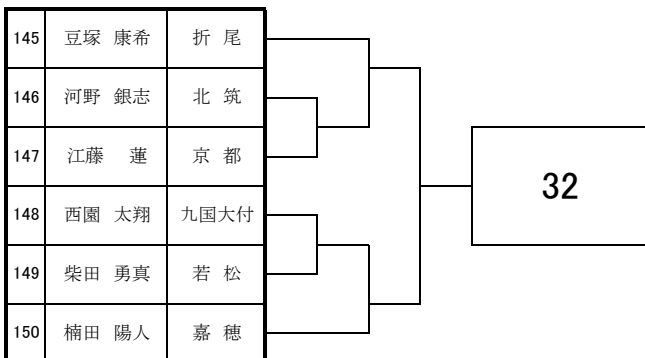 145 豆塚 康希 折 尾
146 河野 銀志 北 筑
147 江藤 蓮 京 都
148 西園 太翔 九国大付
149 柴田 勇真 若 松
150 楠田 陽人 嘉 穂
32